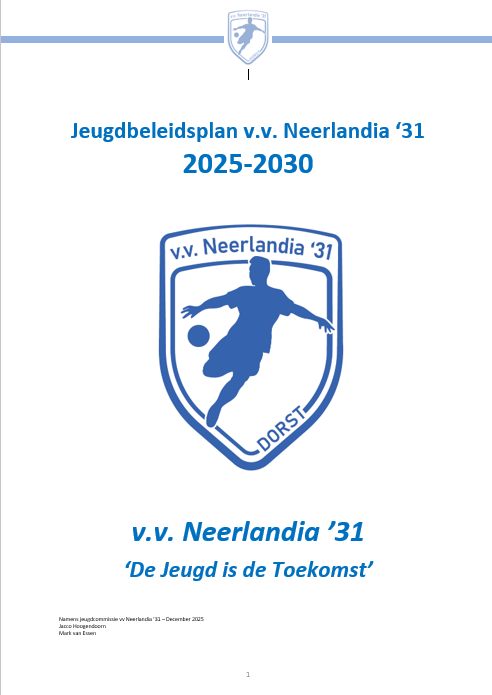 v.v. Neerlandia '31
Jeugdbeleidsplan v.v. Neerlandia ‘31
2025-2030
v.v. Neerlandia ‘31
DORST
v.v. Neerlandia ’31
‘De Jeugd is de Toekomst’
Namens jeugdcommissie vv Neerlandia ’31 – December 2025
Jacco Hoogendoorn
Mark van Essen
1